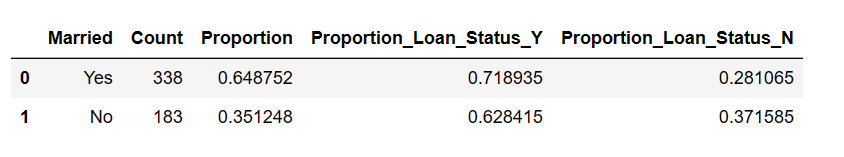 Married Count Proportion Proportion_Loan_Status_Y Proportion_Loan_Status_N
0 Yes 338 0.648752 0.718935 0.281065
1 No 183 0.351248 0.628415 0.371585